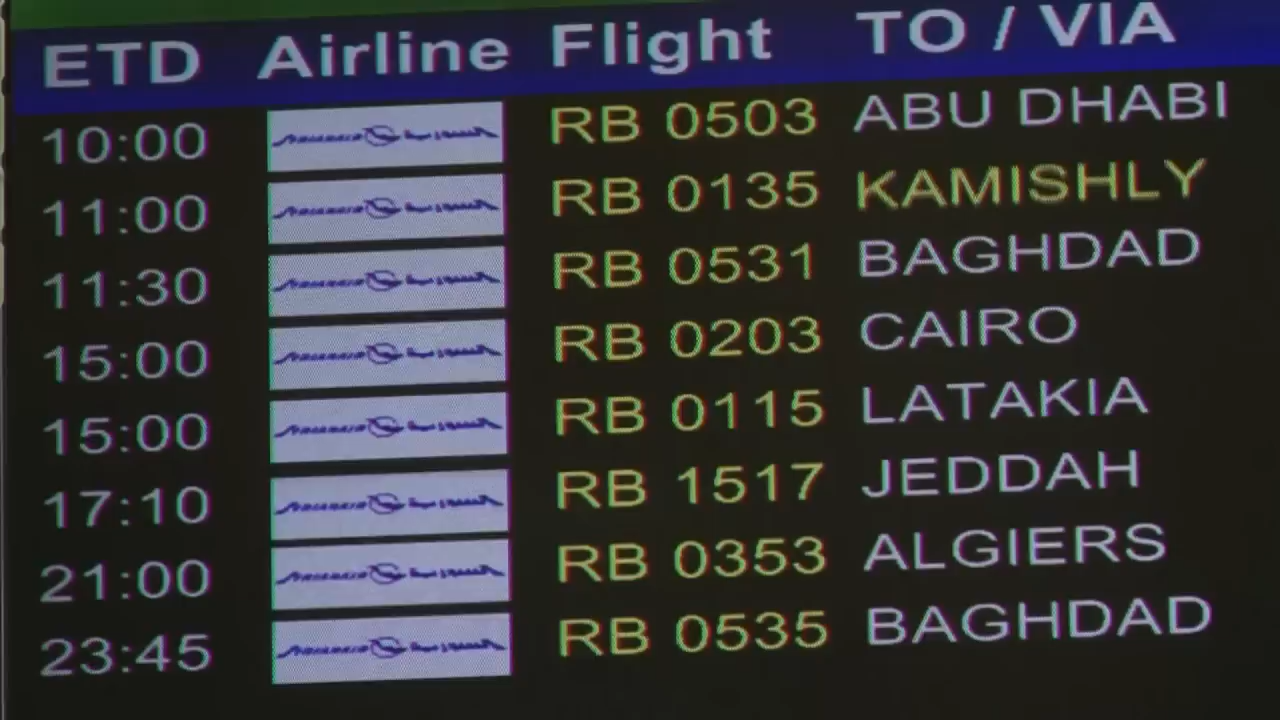 ETD Airline Flight TO / VIA
10:00 RB 0503 ABU DHABI
11:00 RB 0135 KAMISHLY
11:30 RB 0531 BAGHDAD
15:00 RB 0203 CAIRO
15:00 RB 0115 LATAKIA
17:10 RB 1517 JEDDAH
21:00 RB 0353 ALGIERS
23:45 RB 0535 BAGHDAD